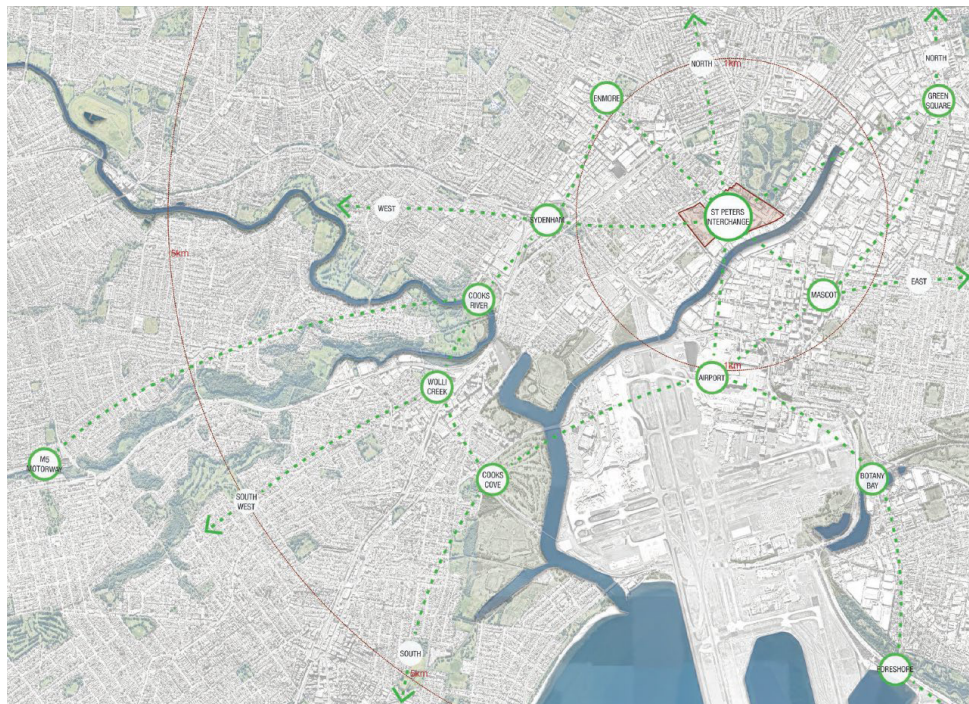 NORTH
1km
NORTH
ENMORE
GREEN
SQUARE
WEST
SYDENHAM
ST PETERS
INTERCHANGE
5km
EAST
MASCOT
COOKS
RIVER
1km
AIRPORT
WOLLI
CREEK
M5
MOTORWAY
COOKS
COVE
BOTANY
BAY
SOUTH
WEST
SOUTH
5km
FORESHORE